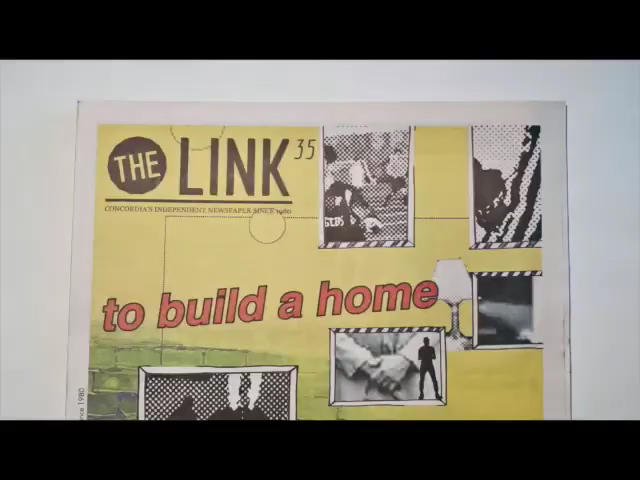 THE LINK 35
CONCORDIA'S INDEPENDENT NEWSPAPER SINCE 1980
to build a home